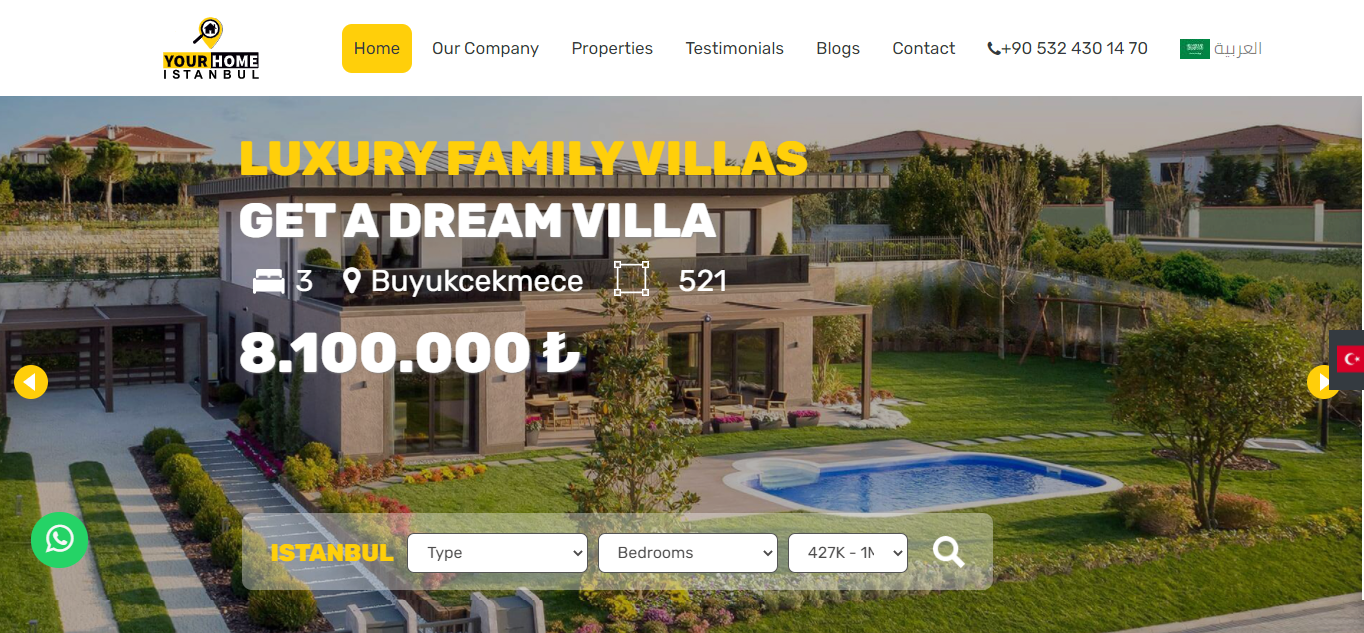 YOUR HOME
ISTANBUL
Home
Our Company
Properties
Testimonials
Blogs
Contact
+90 532 430 14 70
العربية
LUXURY FAMILY VILLAS
GET A DREAM VILLA
3 Buyukcekmece 521
8.100.000 ₺
ISTANBUL
Type
Bedrooms
427K - 1M